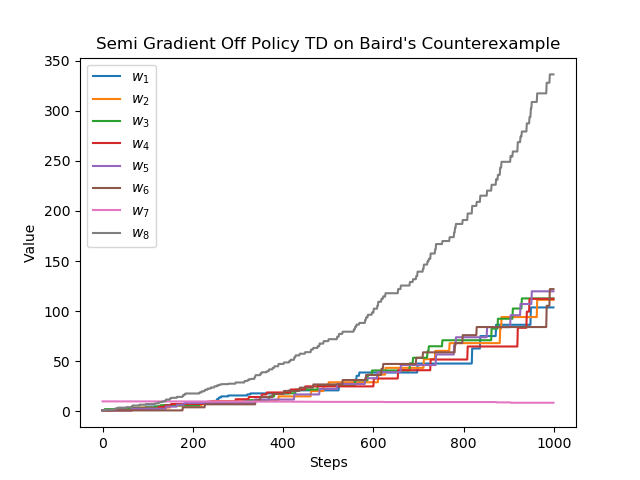 Semi Gradient Off Policy TD on Baird's Counterexample
350
300
250
200
150
100
50
0
Value
w₁
w₂
w₃
w₄
w₅
w₆
w₇
w₈
0 200 400 600 800 1000
Steps